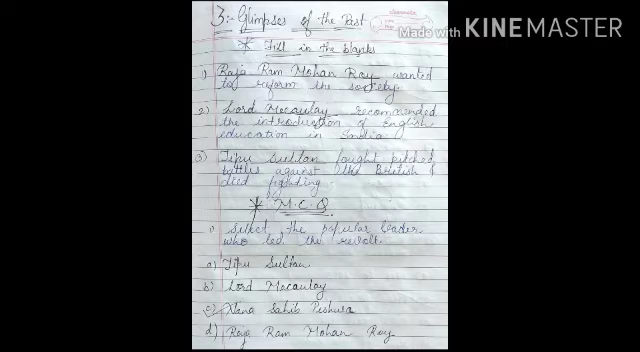 classmate
Made with KINEMASTER
3:- Glimpses of the Past
* Fill in the blanks
1) Raja Ram Mohan Roy wanted
to reform the society
2) Lord Macaulay recommended
the introduction of English
education in India
3) Tipu Sultan fought pitched
battles against the British &
died fighting.
* M.C.Q
1) Select the popular leader
who led the revolt.
a) Tipu Sultan
b) Lord Macaulay
c) Nana Sahib Peshwa
d) Raja Ram Mohan Roy